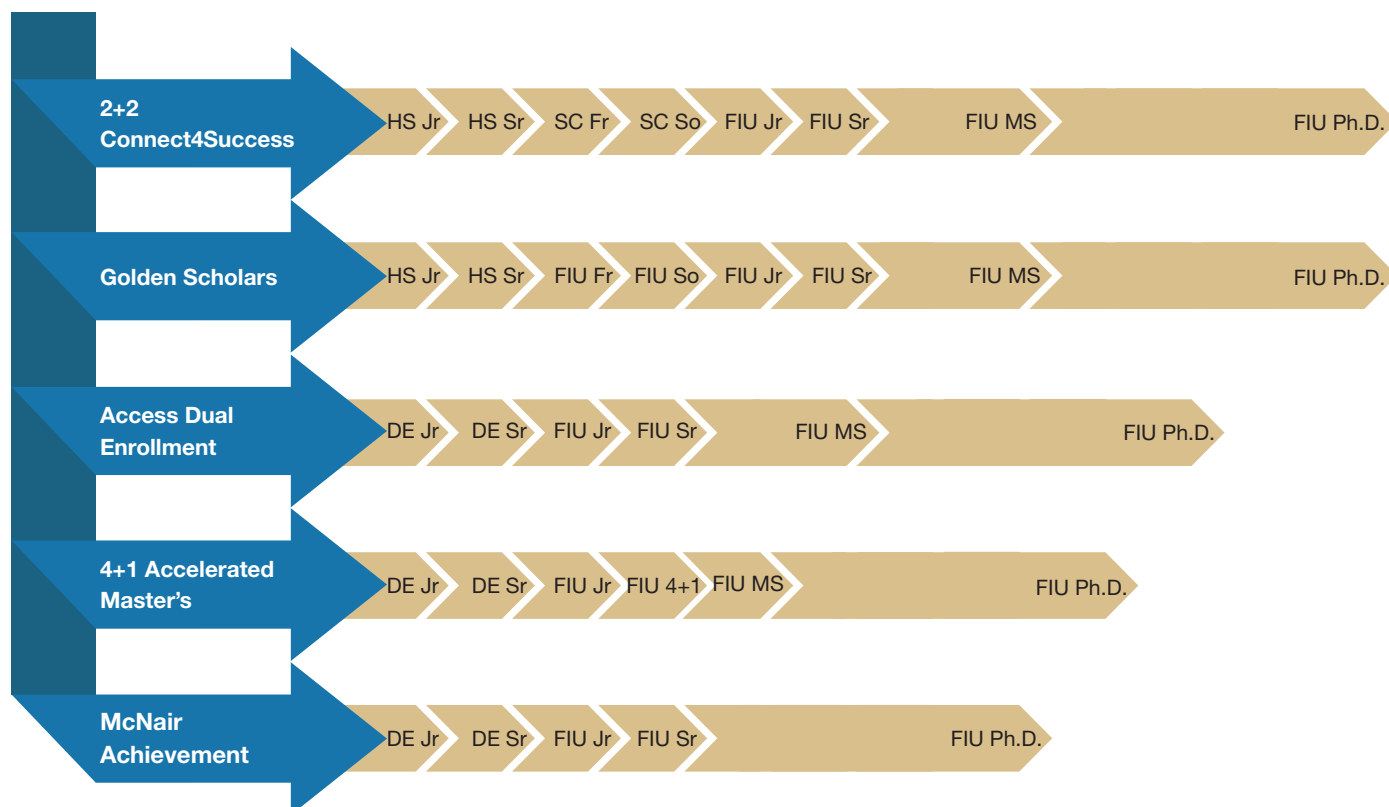 2+2
Connect4Success
HS Jr HS Sr SC Fr SC So FIU Jr FIU Sr FIU MS FIU Ph.D.
Golden Scholars
HS Jr HS Sr FIU Fr FIU So FIU Jr FIU Sr FIU MS FIU Ph.D.
Access Dual
Enrollment
DE Jr DE Sr FIU Jr FIU Sr FIU MS FIU Ph.D.
4+1 Accelerated
Master’s
DE Jr DE Sr FIU Jr FIU 4+1 FIU MS FIU Ph.D.
McNair
Achievement
DE Jr DE Sr FIU Jr FIU Sr FIU Ph.D.